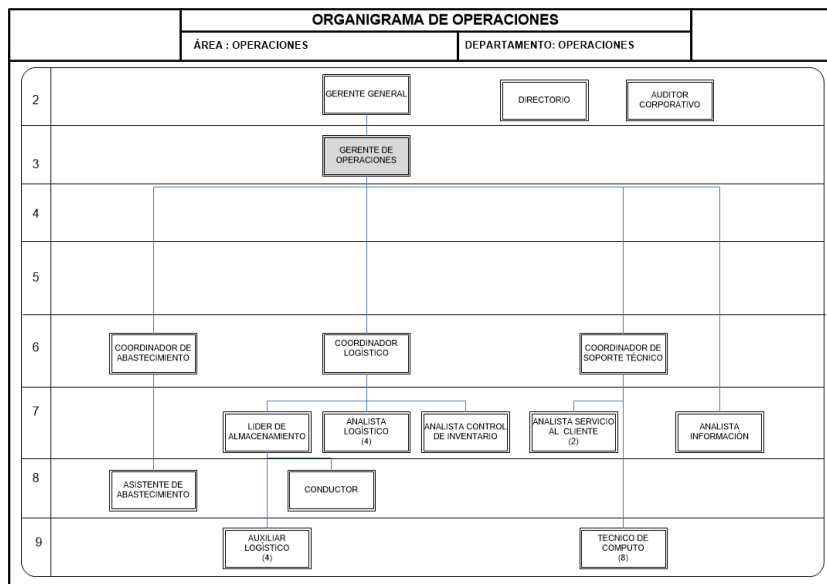 ORGANIGRAMA DE OPERACIONES
ÁREA : OPERACIONES
DEPARTAMENTO: OPERACIONES
2
GERENTE GENERAL
DIRECTORIO
AUDITOR
CORPORATIVO
3
GERENTE DE
OPERACIONES
4
5
6
COORDINADOR DE
ABASTECIMIENTO
COORDINADOR
LOGÍSTICO
COORDINADOR DE
SOPORTE TÉCNICO
7
LIDER DE
ALMACENAMIENTO
ANALISTA
LOGÍSTICO
(4)
ANALISTA CONTROL
DE INVENTARIO
ANALISTA SERVICIO
AL CLIENTE
(2)
ANALISTA
INFORMACIÓN
8
ASISTENTE DE
ABASTECIMIENTO
CONDUCTOR
9
AUXILIAR
LOGÍSTICO
(4)
TECNICO DE
COMPUTO
(8)